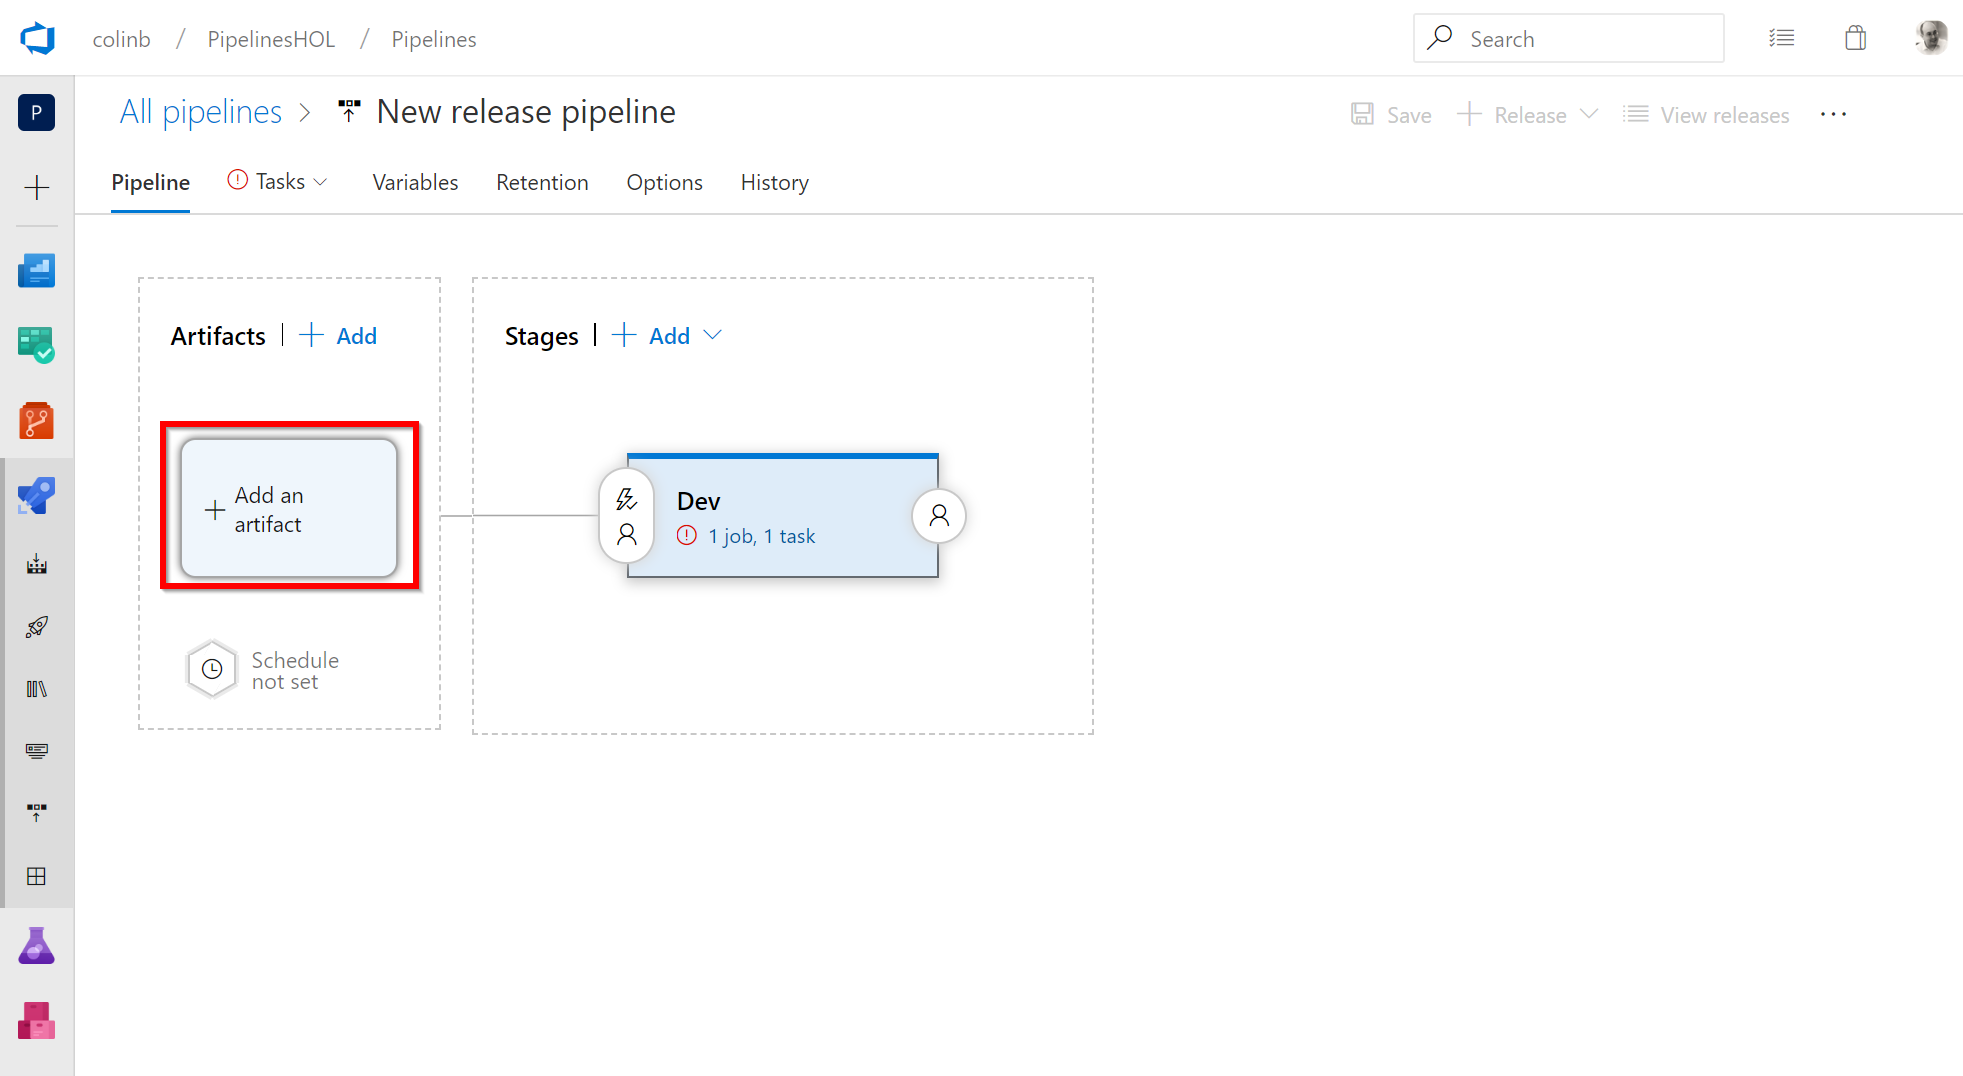 colinb / PipelinesHOL / Pipelines
Search
P
All pipelines > New release pipeline
Save
Release
View releases
...
Pipeline
Tasks
Variables
Retention
Options
History
Artifacts | + Add
Stages | + Add
+ Add an
artifact
Dev
1 job, 1 task
Schedule
not set